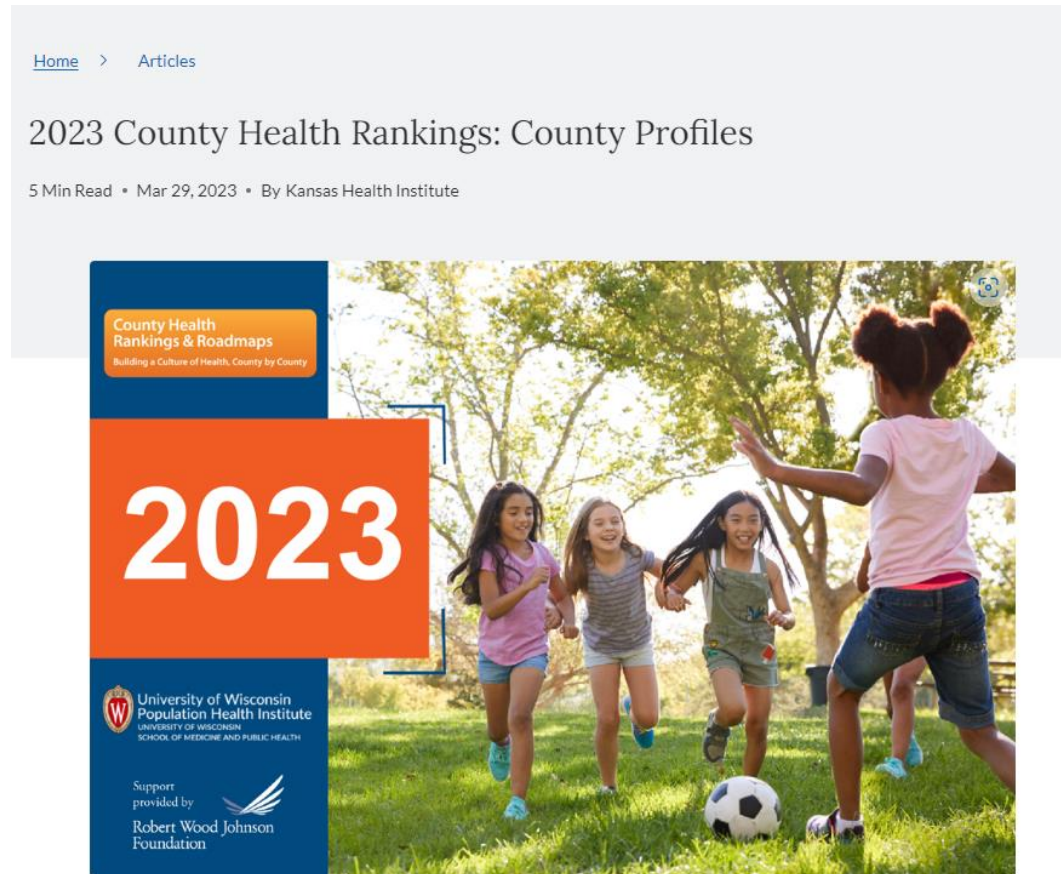 Home > Articles
2023 County Health Rankings: County Profiles
5 Min Read • Mar 29, 2023 • By Kansas Health Institute
County Health
Rankings & Roadmaps
Building a Culture of Health, County by County
2023
W
University of Wisconsin
Population Health Institute
UNIVERSITY OF WISCONSIN
SCHOOL OF MEDICINE AND PUBLIC HEALTH
Support
provided by
Robert Wood Johnson
Foundation